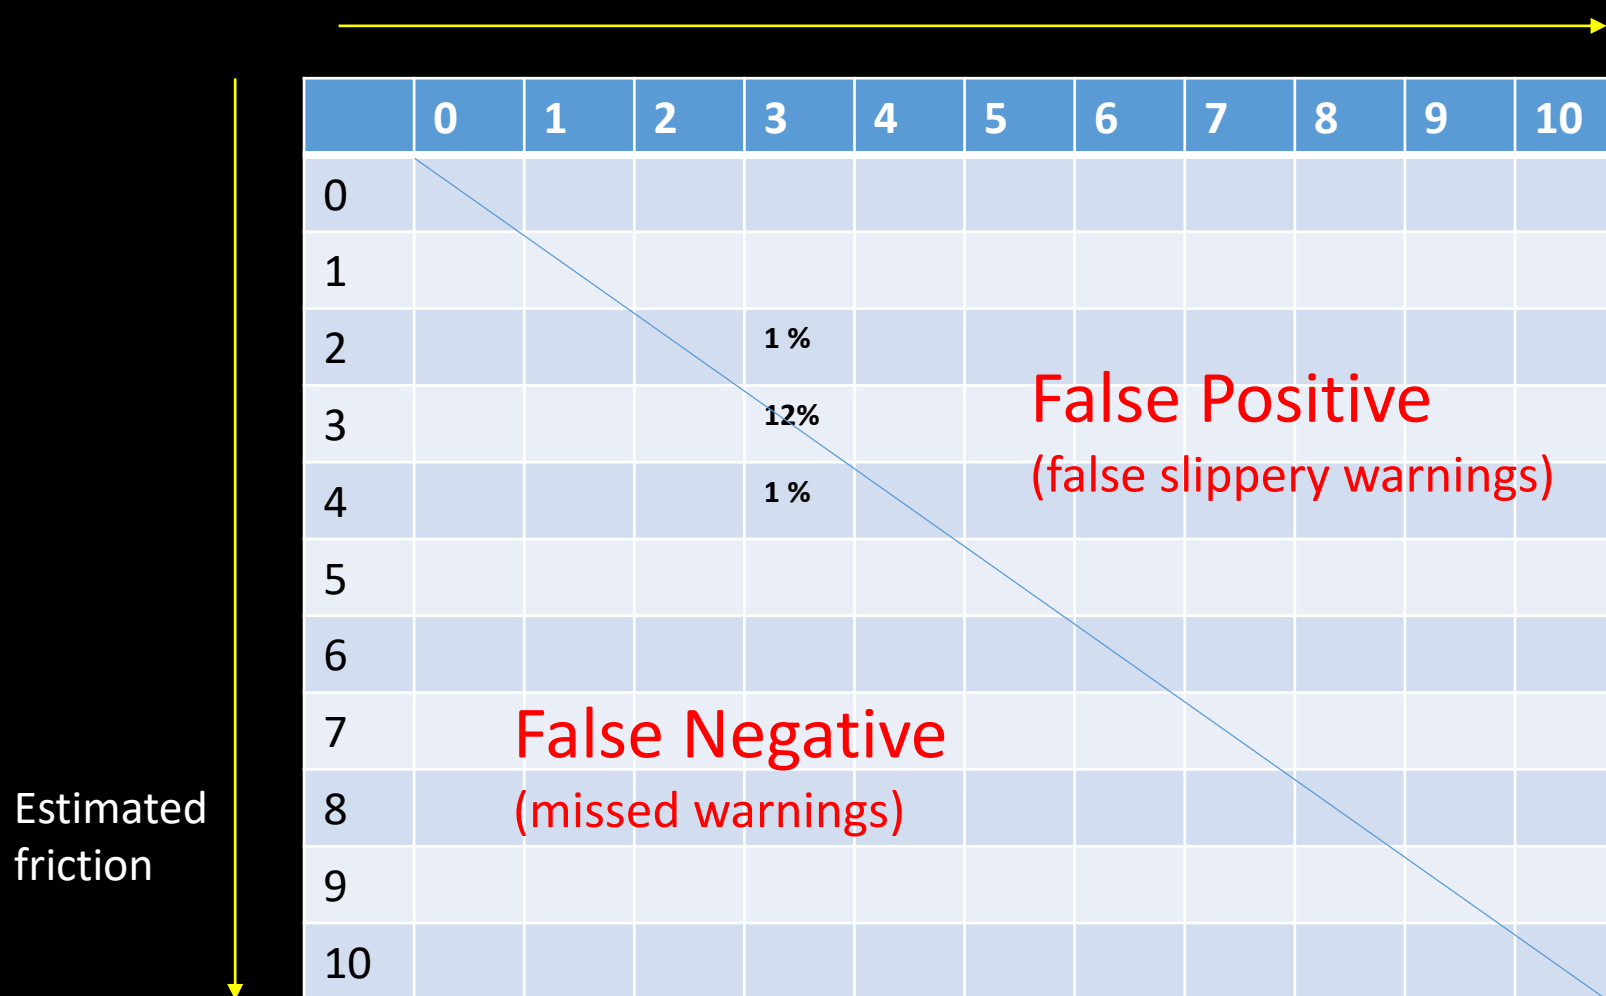 0 1 2 3 4 5 6 7 8 9 10
0
1
2 1 %
3 12%
4 1 %
False Positive
(false slippery warnings)
5
6
7
False Negative
8
(missed warnings)
9
10
Estimated
friction